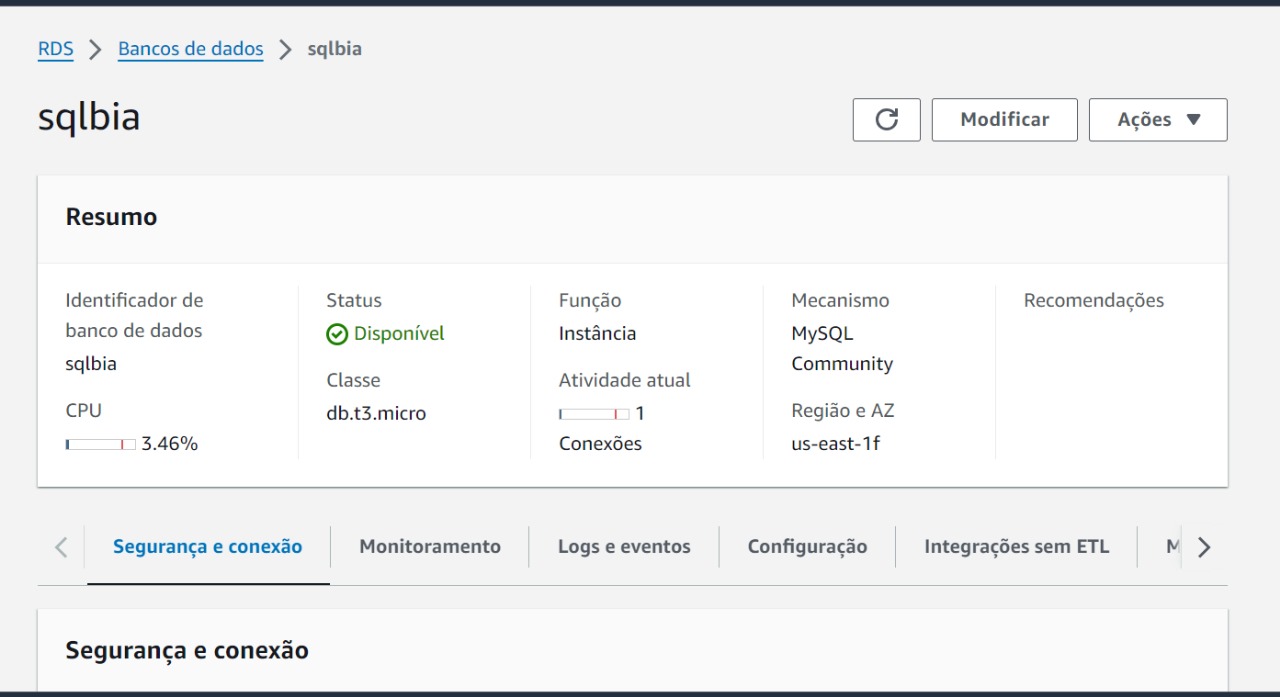 RDS > Bancos de dados > sqlbia
sqlbia
Modificar
Ações
Resumo
Identificador de
banco de dados
sqlbia
CPU
3.46%
Status
Disponível
Classe
db.t3.micro
Função
Instância
Atividade atual
1
Conexões
Mecanismo
MySQL
Community
Região e AZ
us-east-1f
Recomendações
Segurança e conexão
Monitoramento
Logs e eventos
Configuração
Integrações sem ETL
Segurança e conexão